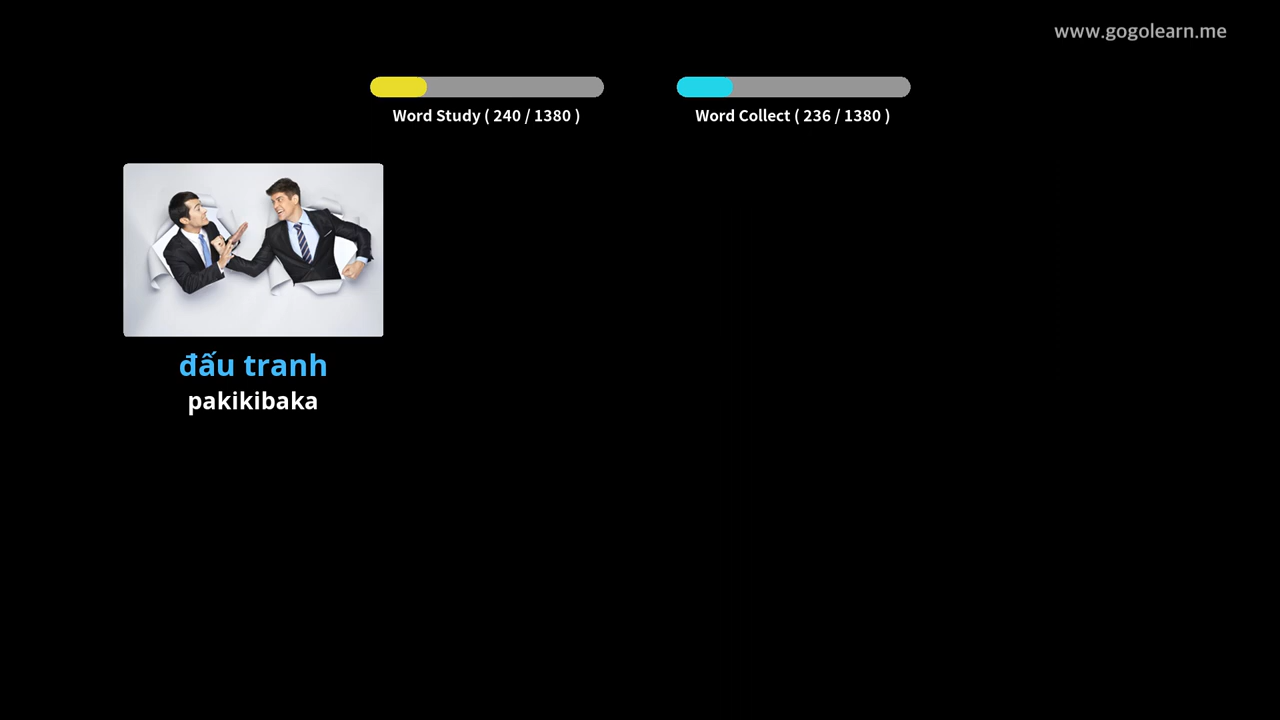 www.gogolearn.me
Word Study ( 240 / 1380 )
Word Collect ( 236 / 1380 )
đấu tranh
pakikibaka